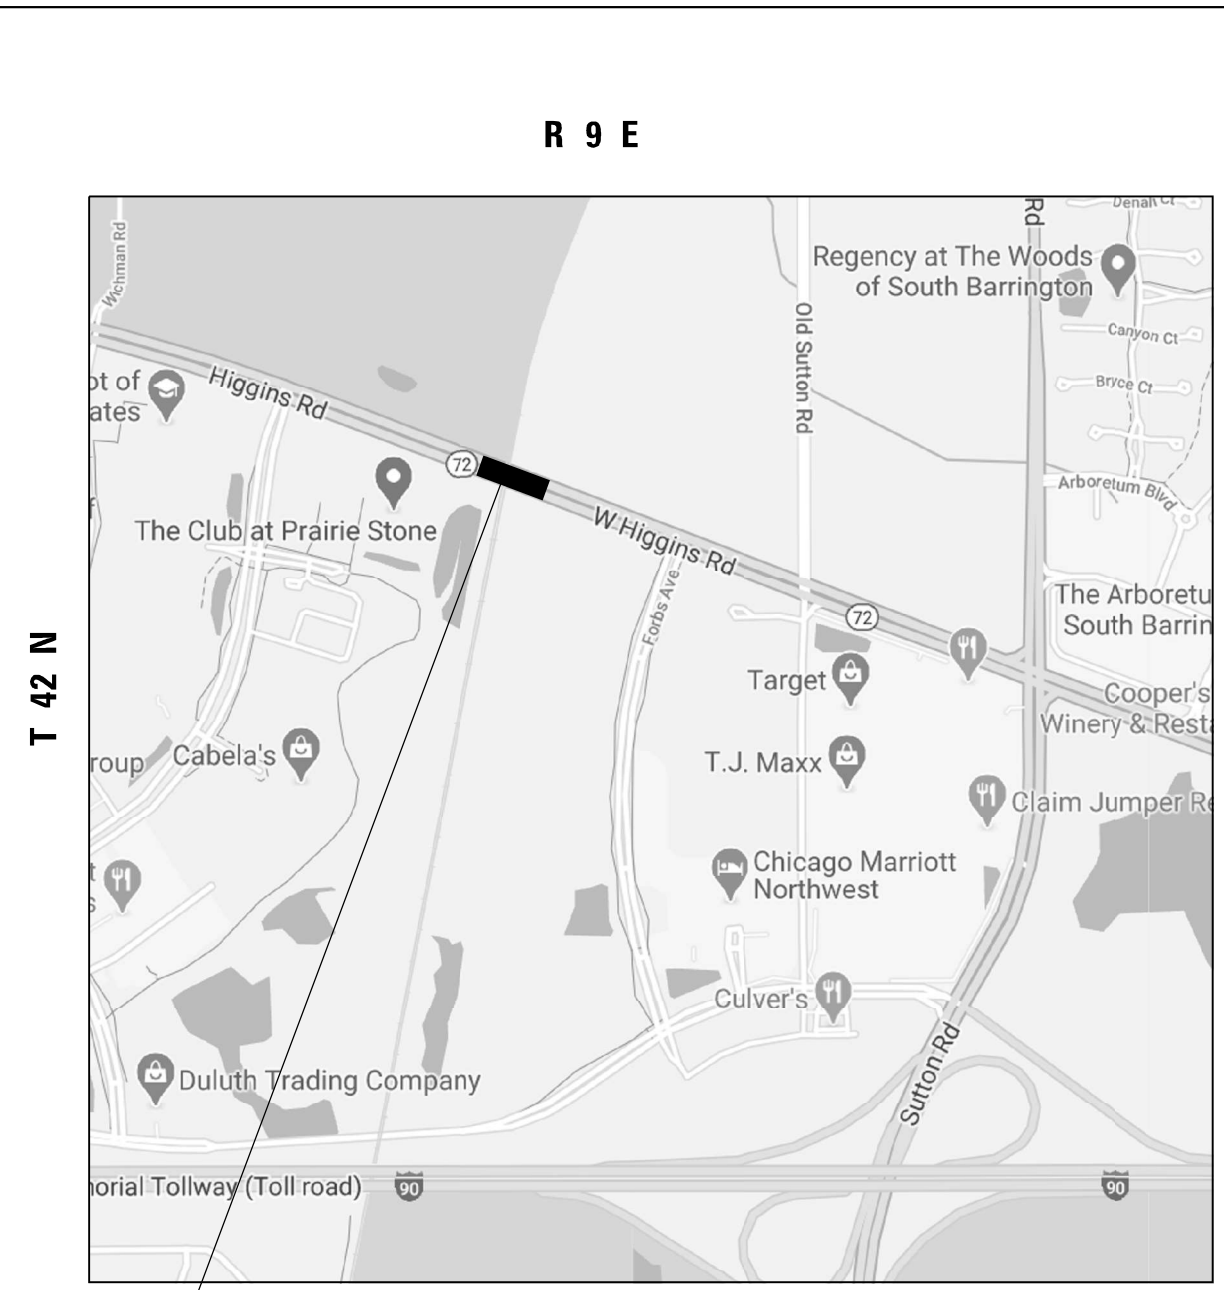 R 9 E
T 42 N
Rd
Denali Ct
Wichman Rd
Regency at The Woods
of South Barrington
Old Sutton Rd
Canyon Ct
Higgins Rd
ot of
ates
Bryce Ct
72
Arboretum Blvd
f
The Club at Prairie Stone
W Higgins Rd
Forbs Ave
The Arboretu
South Barrin
72
Target
Cooper's
Winery & Resta
roup
Cabela's
T.J. Maxx
Claim Jumper Re
t
s
Chicago Marriott
Northwest
Culver's
Sutton Rd
Duluth Trading Company
norial Tollway (Toll road)
90
90